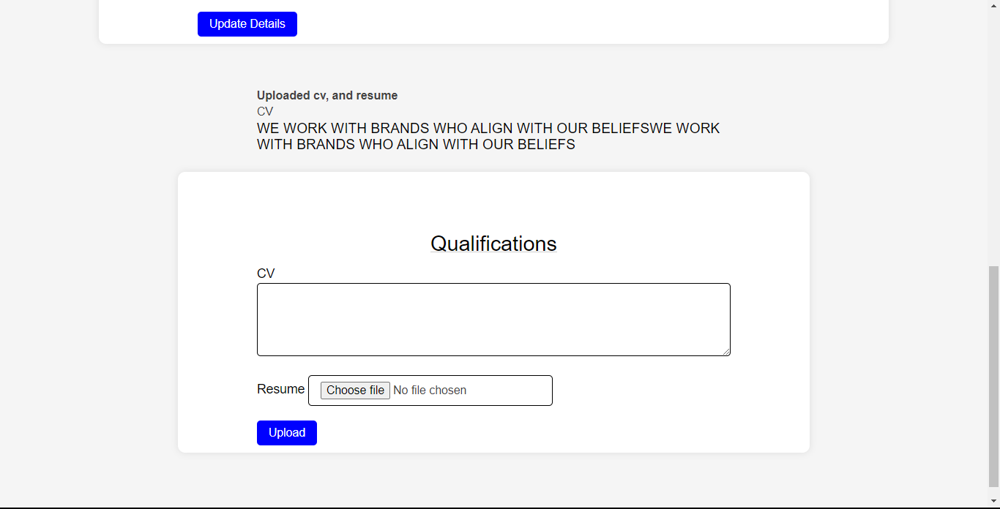 Update Details
Uploaded cv, and resume
CV
WE WORK WITH BRANDS WHO ALIGN WITH OUR BELIEFSWE WORK
WITH BRANDS WHO ALIGN WITH OUR BELIEFS
Qualifications
CV
Resume Choose file No file chosen
Upload